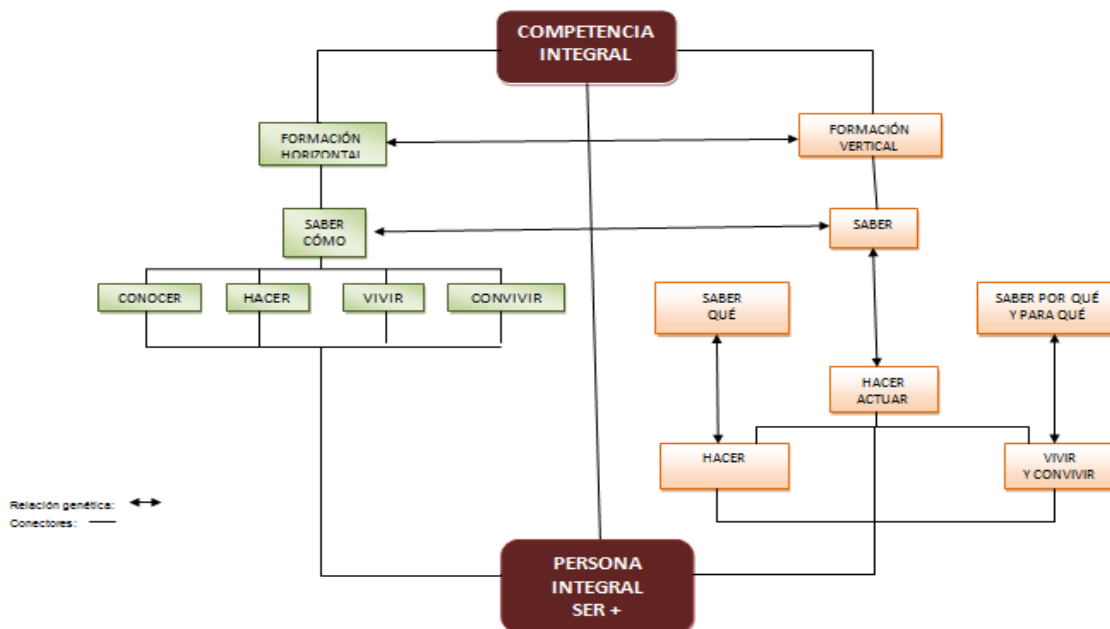 COMPETENCIA
INTEGRAL
FORMACIÓN
HORIZONTAL
FORMACIÓN
VERTICAL
SABER
CÓMO
SABER
CONOCER
HACER
VIVIR
CONVIVIR
SABER
QUÉ
SABER POR QUÉ
Y PARA QUÉ
HACER
ACTUAR
HACER
VIVIR
Y CONVIVIR
Relación genética:
Conectores:
PERSONA
INTEGRAL
SER +